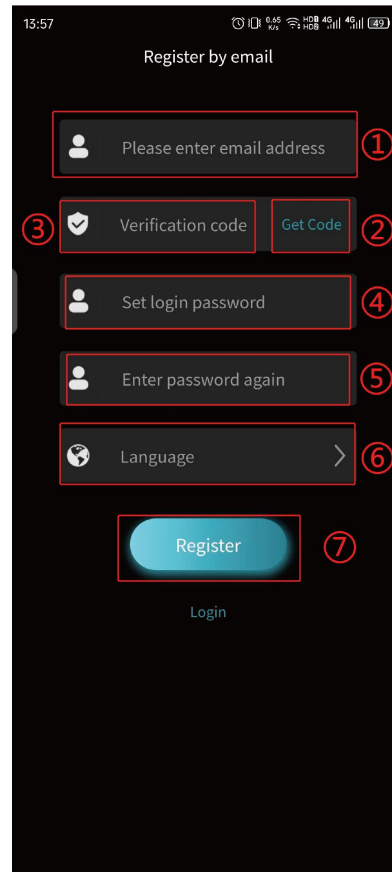 13:57 0.65 K/s HD HD 4G 4G 49
Register by email
Please enter email address ①
③ Verification code Get Code ②
Set login password ④
Enter password again ⑤
Language ⑥
Register ⑦
Login